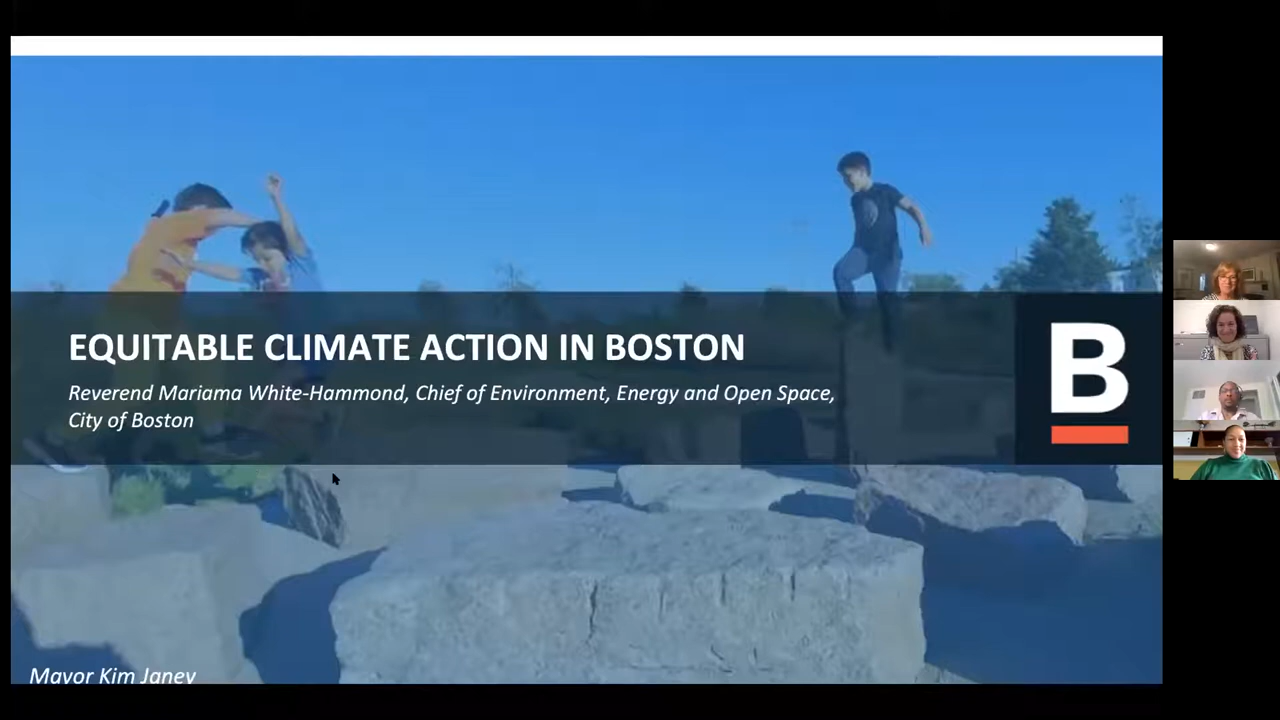 EQUITABLE CLIMATE ACTION IN BOSTON
Reverend Mariama White-Hammond, Chief of Environment, Energy and Open Space,
City of Boston
B
Mayor Kim Janey